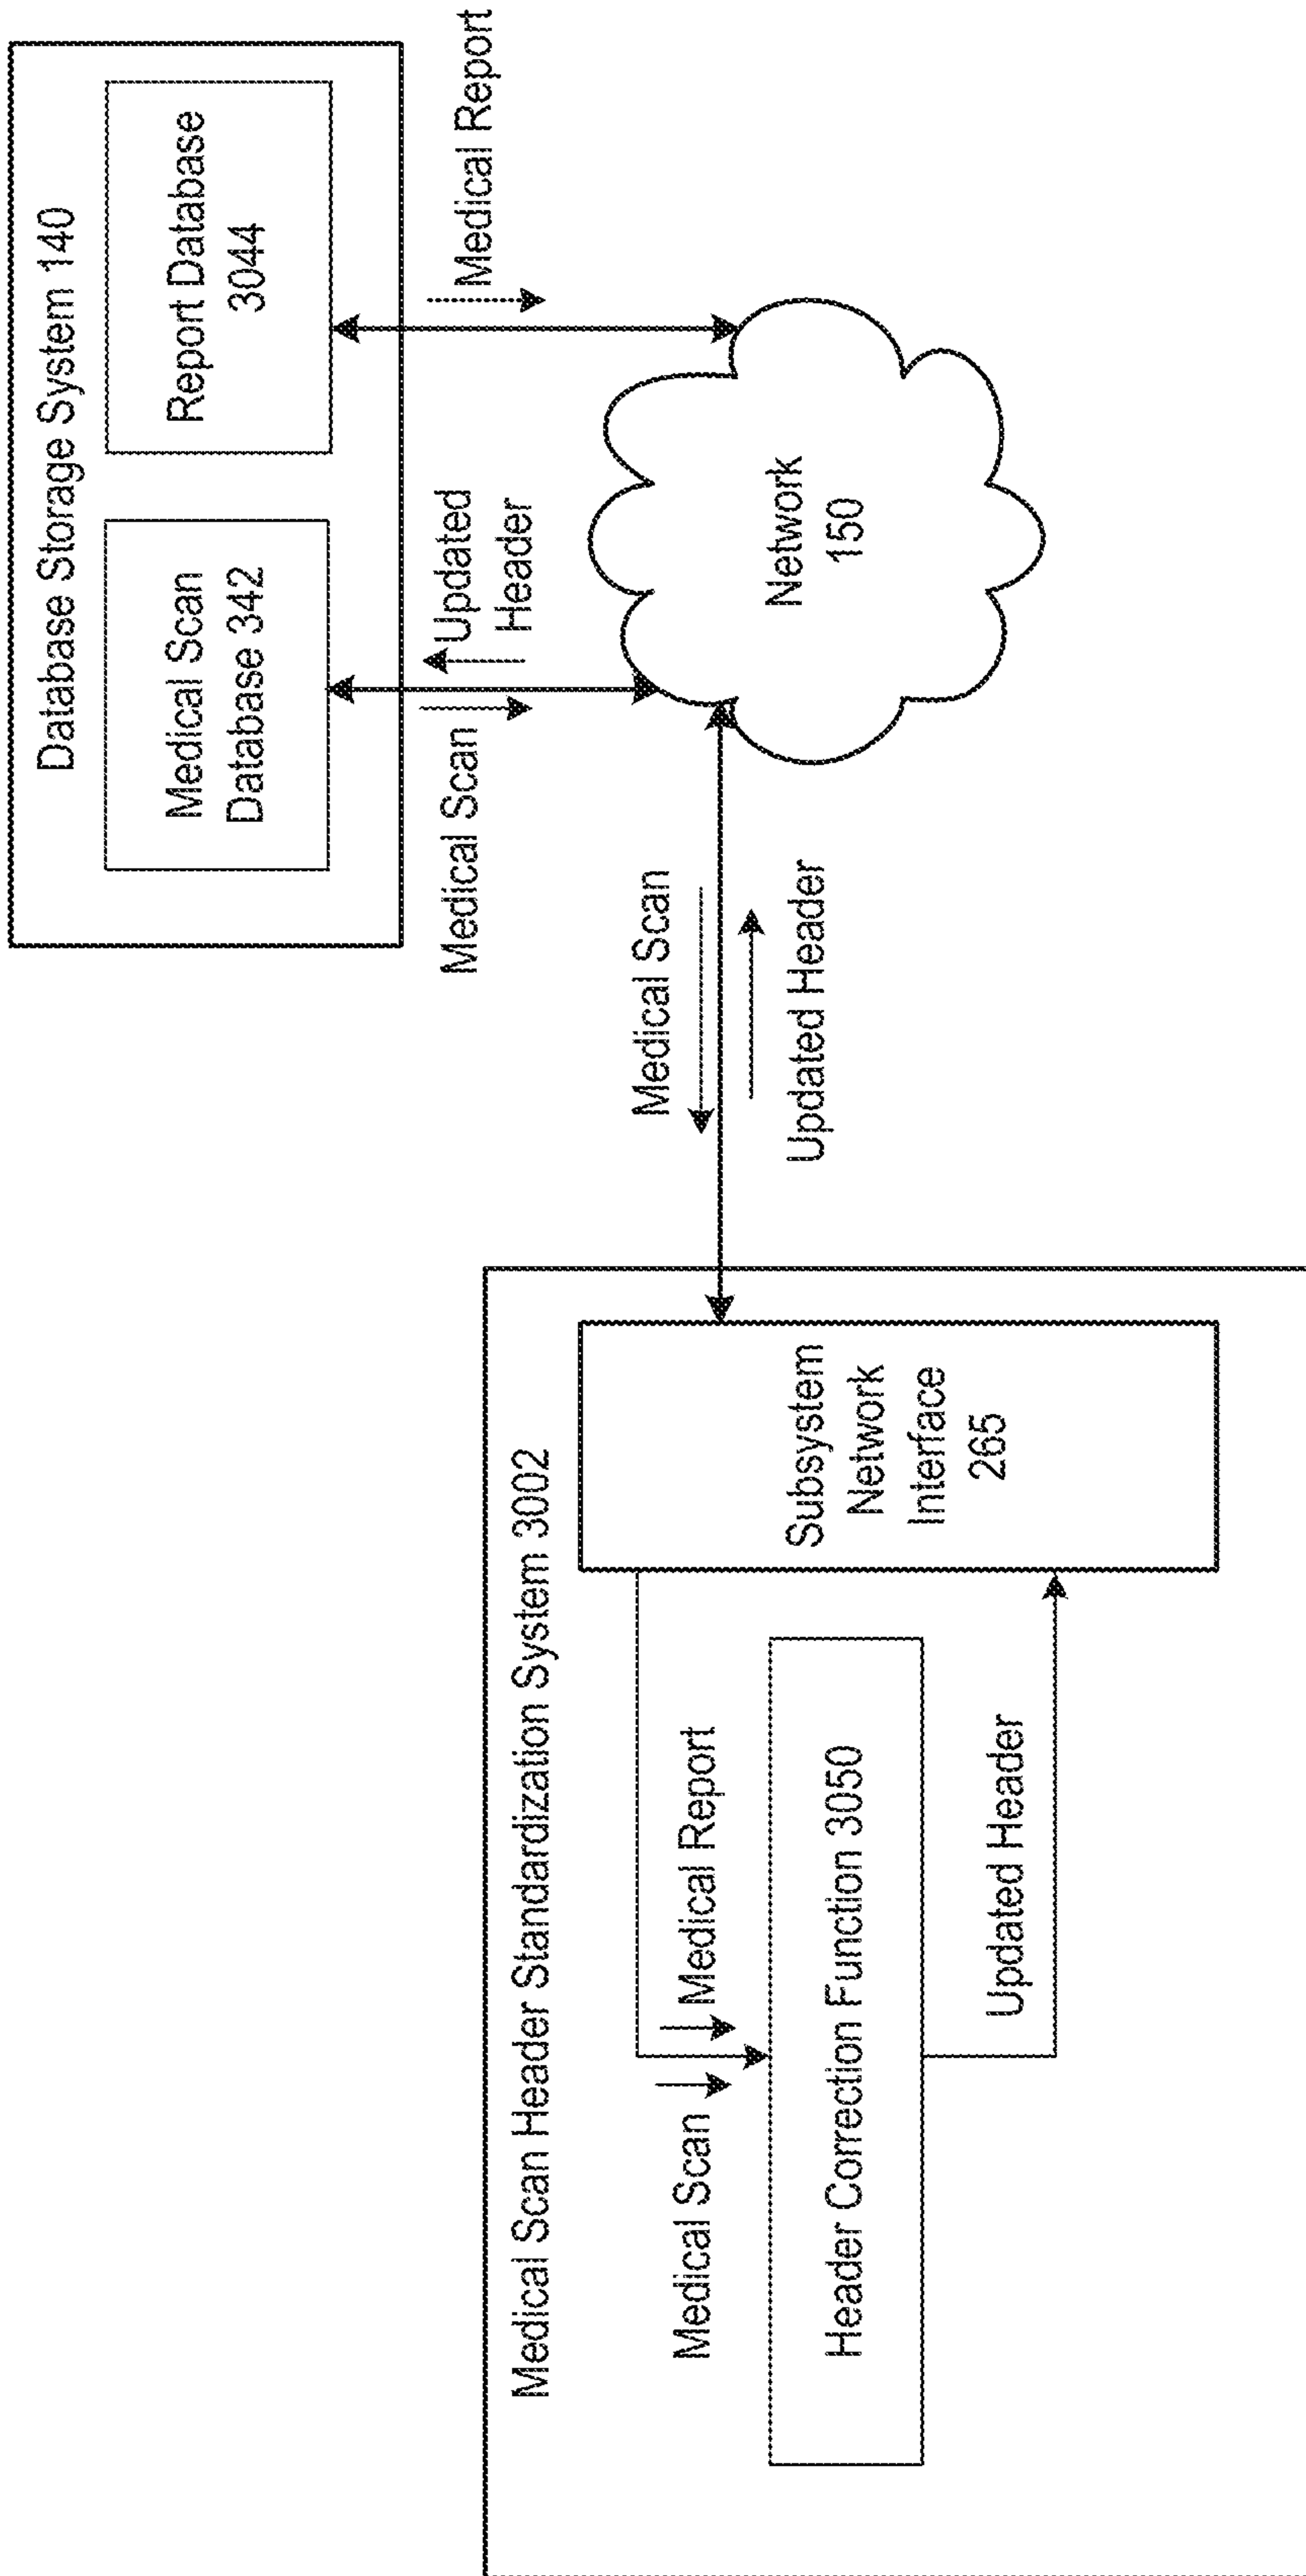 Database Storage System 140
Medical Scan
Database 342
Report Database
3044
Medical Scan
Updated
Header
Medical Report
Network
150
Medical Scan
Updated Header
Medical Scan Header Standardization System 3002
Subsystem
Network
Interface
265
Medical Scan
Medical Report
Header Correction Function 3050
Updated Header